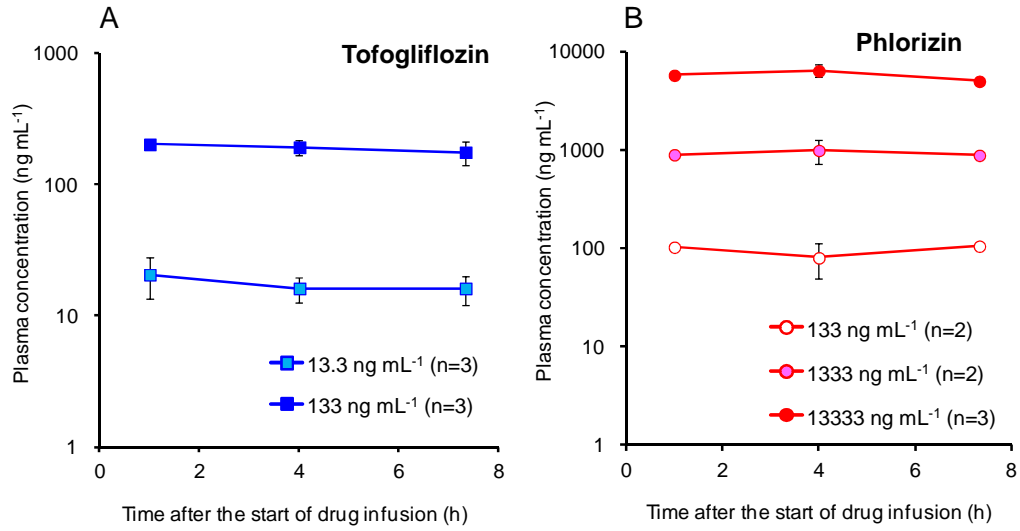 A
Tofogliflozin
1000
100
10
1
Plasma concentration (ng mL⁻¹)
13.3 ng mL⁻¹ (n=3)
133 ng mL⁻¹ (n=3)
0 2 4 6 8
Time after the start of drug infusion (h)
B
Phlorizin
10000
1000
100
10
1
Plasma concentration (ng mL⁻¹)
133 ng mL⁻¹ (n=2)
1333 ng mL⁻¹ (n=2)
13333 ng mL⁻¹ (n=3)
0 2 4 6 8
Time after the start of drug infusion (h)